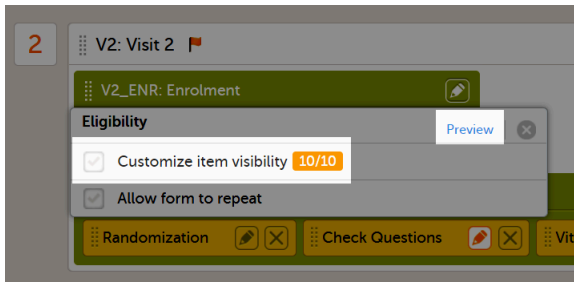 2
V2: Visit 2
V2_ENR: Enrolment
Eligibility
Preview
Customize item visibility 10/10
Allow form to repeat
Randomization
Check Questions
Vit